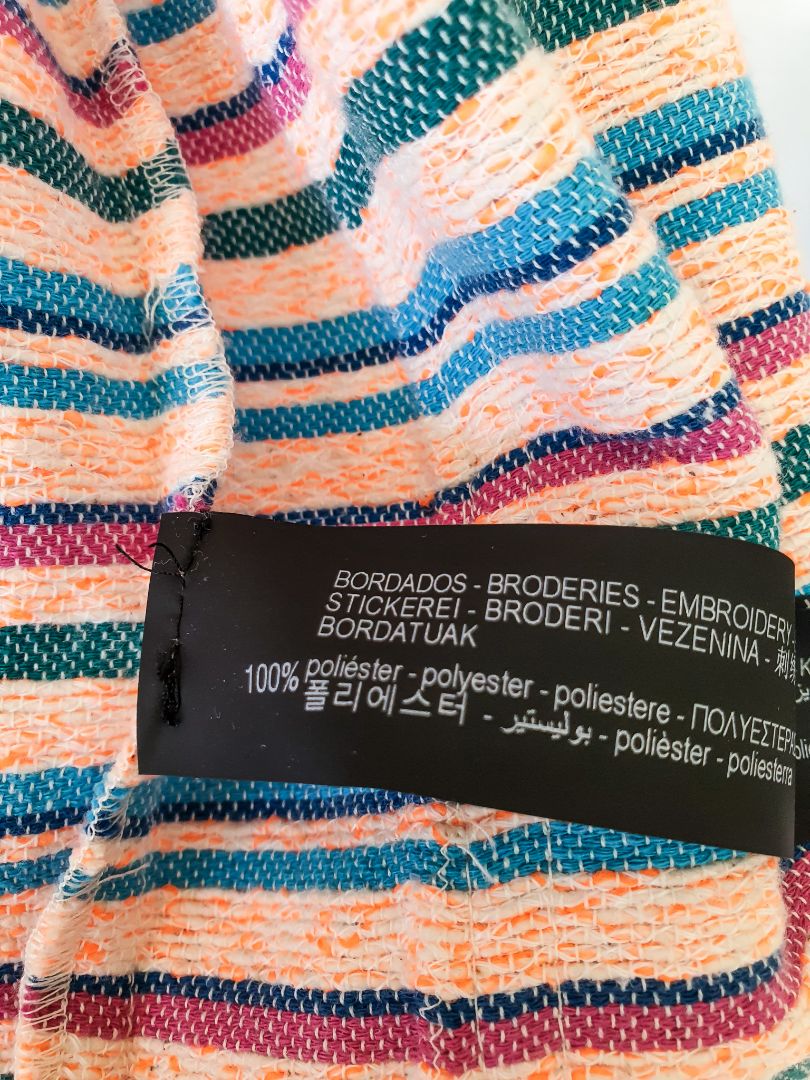 BORDADOS - BRODERIES - EMBROIDERY -
STICKEREI - BRODERI - VEZENINA - 刺绣
BORDATUAK
100% poliéster - polyester - poliestere - ΠΟΛΥΕΣΤΕΡΑΣ
폴리에스터 - بوليستير - polièster - poliesterra